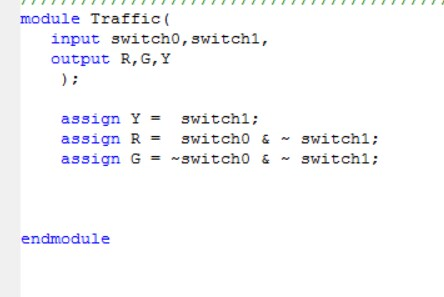 ////////////////////////////////////////////
module Traffic(
input switch0,switch1,
output R,G,Y
);
assign Y = switch1;
assign R = switch0 & ~ switch1;
assign G = ~switch0 & ~ switch1;
endmodule